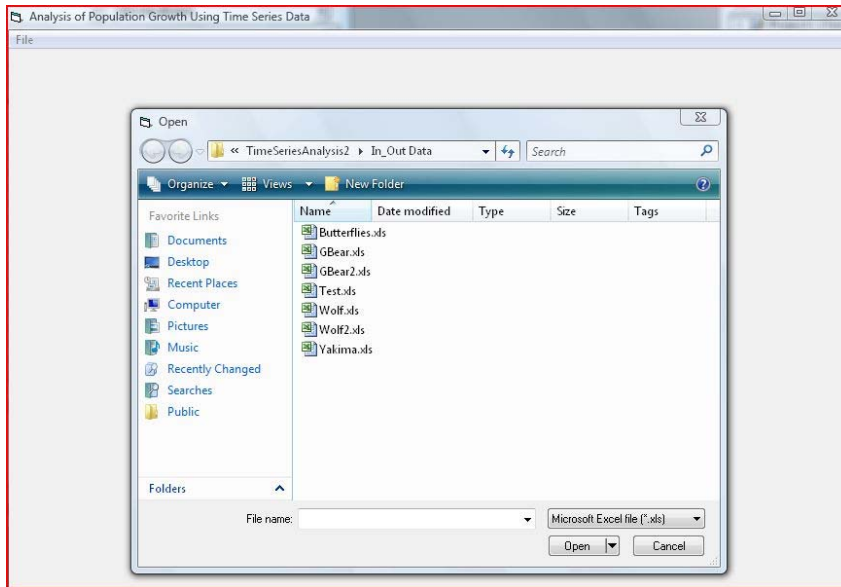 Analysis of Population Growth Using Time Series Data
File
Open
« TimeSeriesAnalysis2 ▸ In_Out Data
Search
Organize Views New Folder
Favorite Links
Documents
Desktop
Recent Places
Computer
Pictures
Music
Recently Changed
Searches
Public
Folders
Name Date modified Type Size Tags
Butterflies.xls
GBear.xls
GBear2.xls
Test.xls
Wolf.xls
Wolf2.xls
Yakima.xls
File name:
Microsoft Excel file (*.xls)
Open Cancel